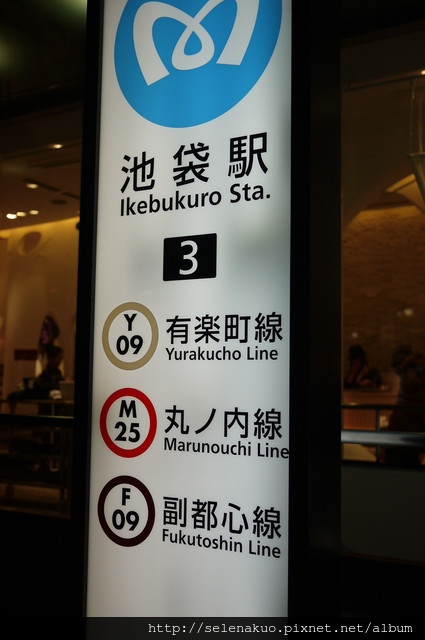 池袋駅
Ikebukuro Sta.
3
Y
09
有楽町線
Yurakucho Line
M
25
丸ノ内線
Marunouchi Line
F
09
副都心線
Fukutoshin Line
http://selenakuo.pixnet.net/album